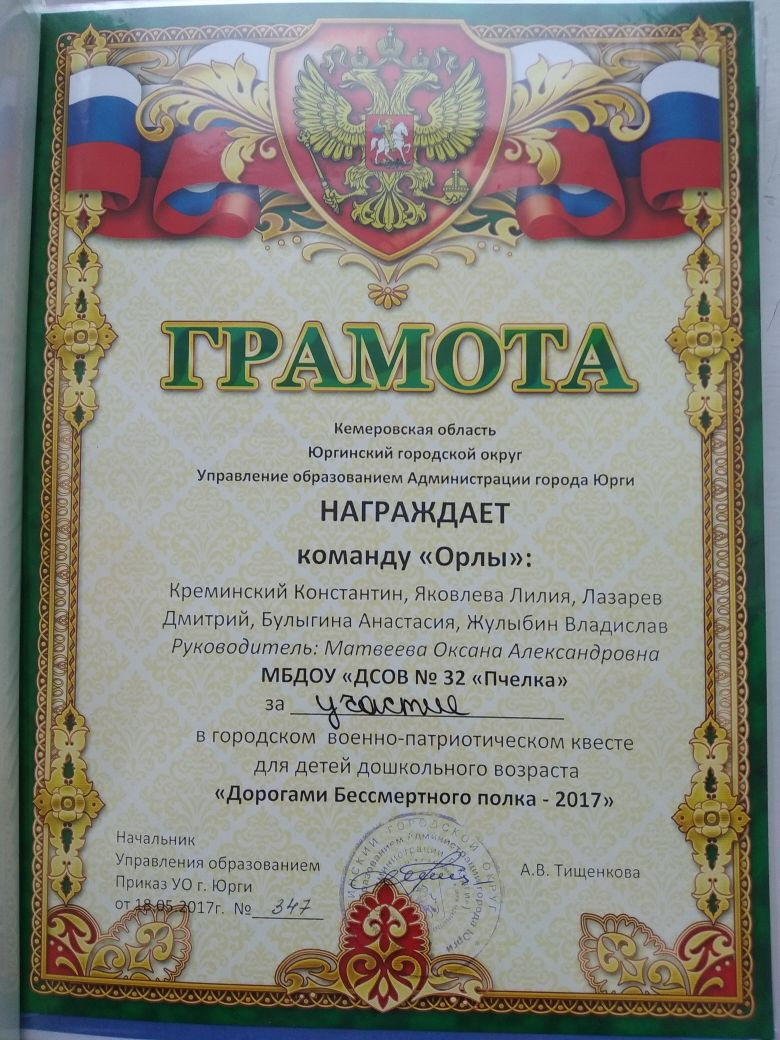 ГРАМОТА
Кемеровская область
Юргинский городской округ
Управление образованием Администрации города Юрги
НАГРАЖДАЕТ
команду «Орлы»:
Креминский Константин, Яковлева Лилия, Лазарев
Дмитрий, Булыгина Анастасия, Жулыбин Владислав
Руководитель: Матвеева Оксана Александровна
МБДОУ «ДСОВ № 32 «Пчелка»
за участие
в городском военно-патриотическом квесте
для детей дошкольного возраста
«Дорогами Бессмертного полка - 2017»
Начальник
Управления образованием
Приказ УО г. Юрги
от 18.05.2017г. № 347
А.В. Тищенкова
ГОРОДСКОЙ ОКРУГ